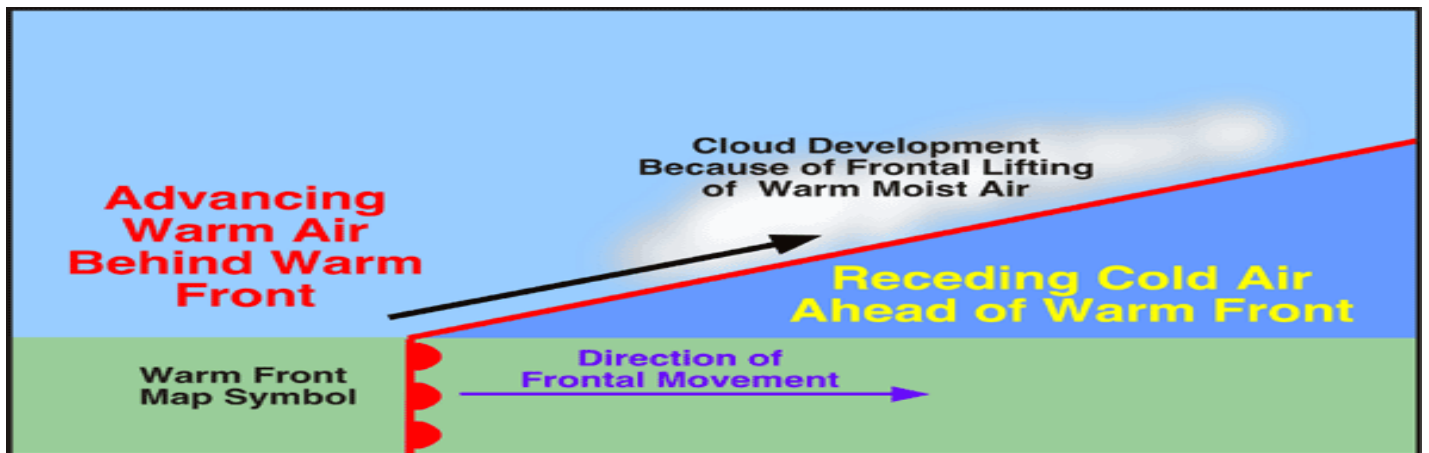 Cloud Development
Because of Frontal Lifting
of Warm Moist Air
Advancing
Warm Air
Behind Warm
Front
Receding Cold Air
Ahead of Warm Front
Warm Front
Map Symbol
Direction of
Frontal Movement